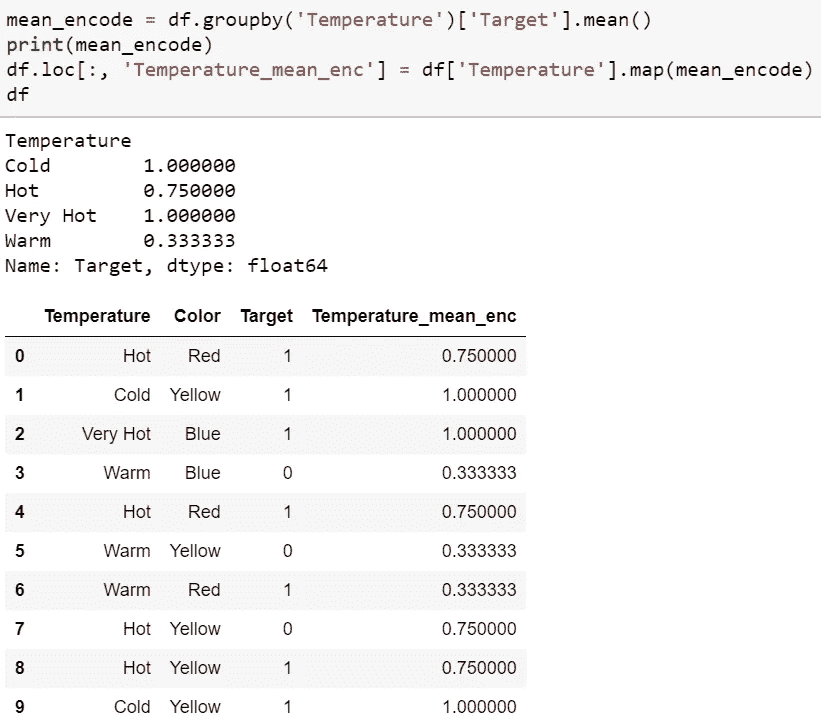 mean_encode = df.groupby('Temperature')['Target'].mean()
print(mean_encode)
df.loc[:, 'Temperature_mean_enc'] = df['Temperature'].map(mean_encode)
df
Temperature
Cold 1.000000
Hot 0.750000
Very Hot 1.000000
Warm 0.333333
Name: Target, dtype: float64
Temperature Color Target Temperature_mean_enc
0 Hot Red 1 0.750000
1 Cold Yellow 1 1.000000
2 Very Hot Blue 1 1.000000
3 Warm Blue 0 0.333333
4 Hot Red 1 0.750000
5 Warm Yellow 0 0.333333
6 Warm Red 1 0.333333
7 Hot Yellow 0 0.750000
8 Hot Yellow 1 0.750000
9 Cold Yellow 1 1.000000